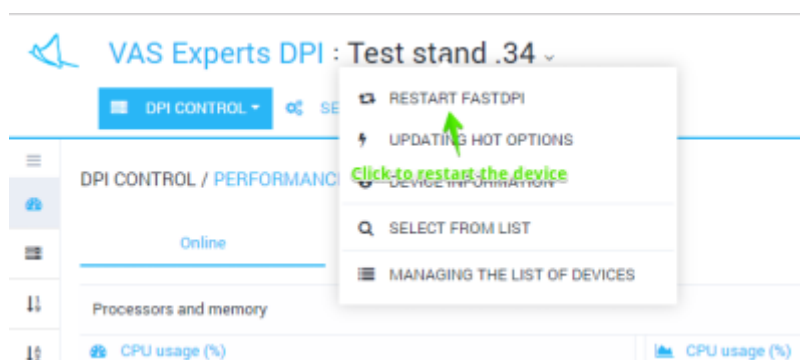 VAS Experts DPI : Test stand .34
DPI CONTROL
SE
RESTART FASTDPI
UPDATING HOT OPTIONS
Click to restart the device
DEVICE INFORMATION
SELECT FROM LIST
MANAGING THE LIST OF DEVICES
DPI CONTROL / PERFORMANC
Online
Processors and memory
CPU usage (%)
CPU usage (%)